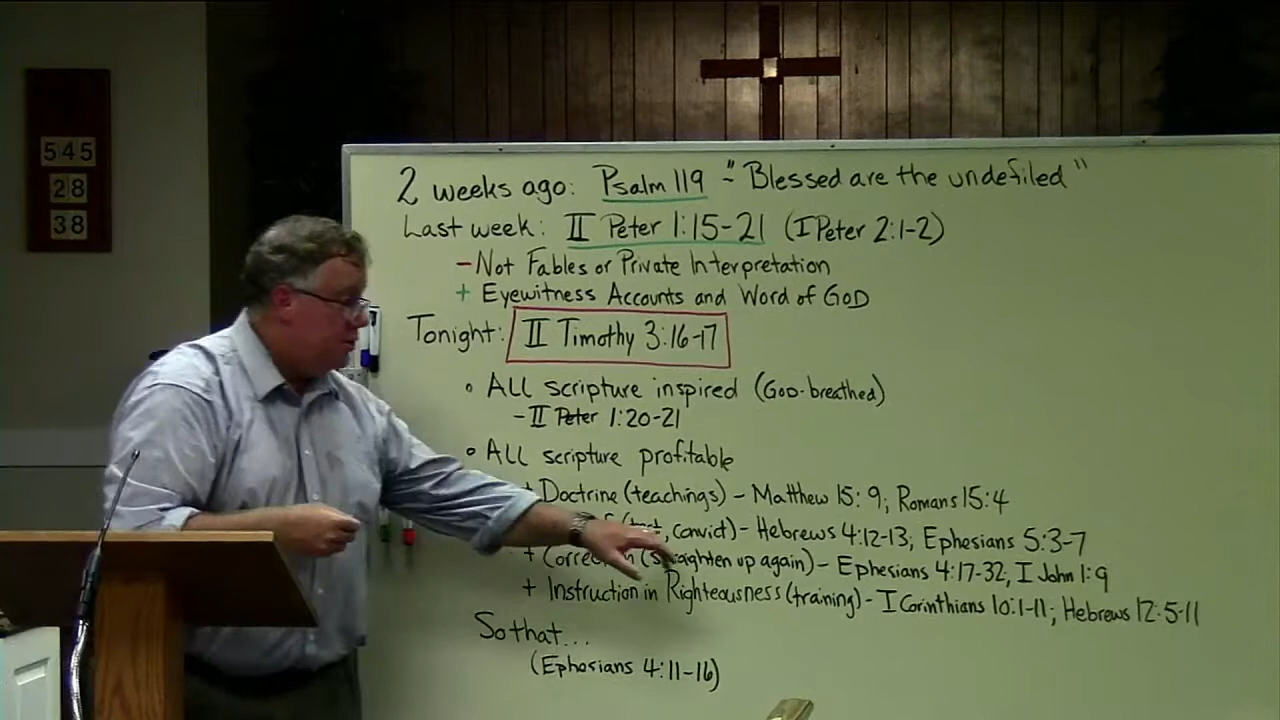 545
28
38
2 weeks ago: Psalm 119 - "Blessed are the undefiled"
Last week: II Peter 1:15-21 (I Peter 2:1-2)
- Not Fables or Private Interpretation
+ Eyewitness Accounts and Word of GOD
Tonight: II Timothy 3:16-17
• ALL scripture inspired (GOD-breathed)
- II Peter 1:20-21
• ALL scripture profitable
+ Doctrine (teachings) - Matthew 15:9; Romans 15:4
, convict) - Hebrews 4:12-13; Ephesians 5:3-7
+ Correction (straighten up again) - Ephesians 4:17-32, I John 1:9
+ Instruction in Righteousness (training) - I Corinthians 10:1-11; Hebrews 12:5-11
So that...
(Ephesians 4:11-16)